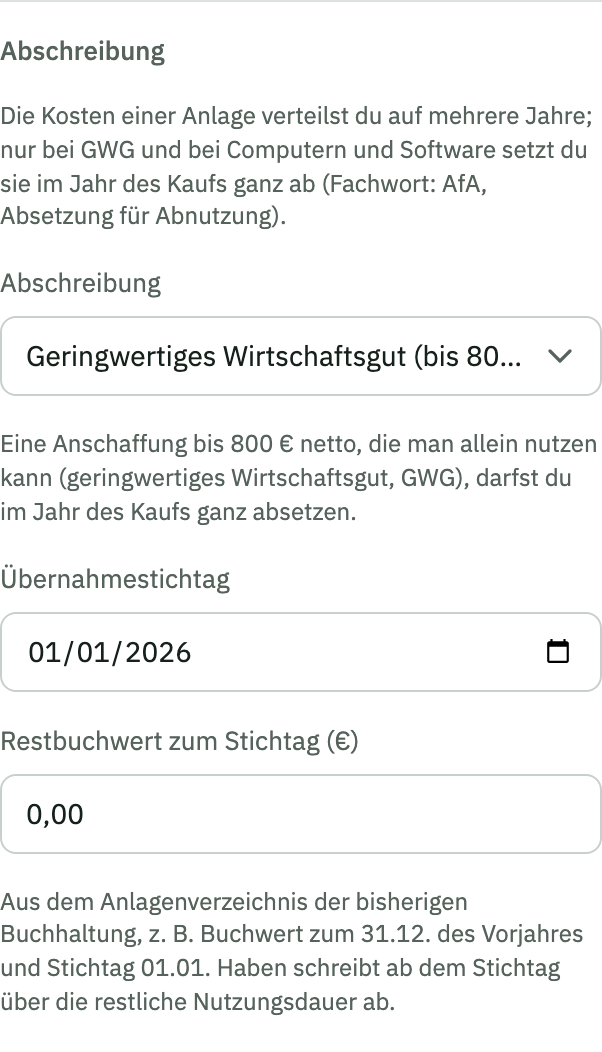 Abschreibung
Die Kosten einer Anlage verteilst du auf mehrere Jahre;
nur bei GWG und bei Computern und Software setzt du
sie im Jahr des Kaufs ganz ab (Fachwort: AfA,
Absetzung für Abnutzung).
Abschreibung
Geringwertiges Wirtschaftsgut (bis 80...
Eine Anschaffung bis 800 € netto, die man allein nutzen
kann (geringwertiges Wirtschaftsgut, GWG), darfst du
im Jahr des Kaufs ganz absetzen.
Übernahmestichtag
01/01/2026
Restbuchwert zum Stichtag (€)
0,00
Aus dem Anlagenverzeichnis der bisherigen
Buchhaltung, z. B. Buchwert zum 31.12. des Vorjahres
und Stichtag 01.01. Haben schreibt ab dem Stichtag
über die restliche Nutzungsdauer ab.